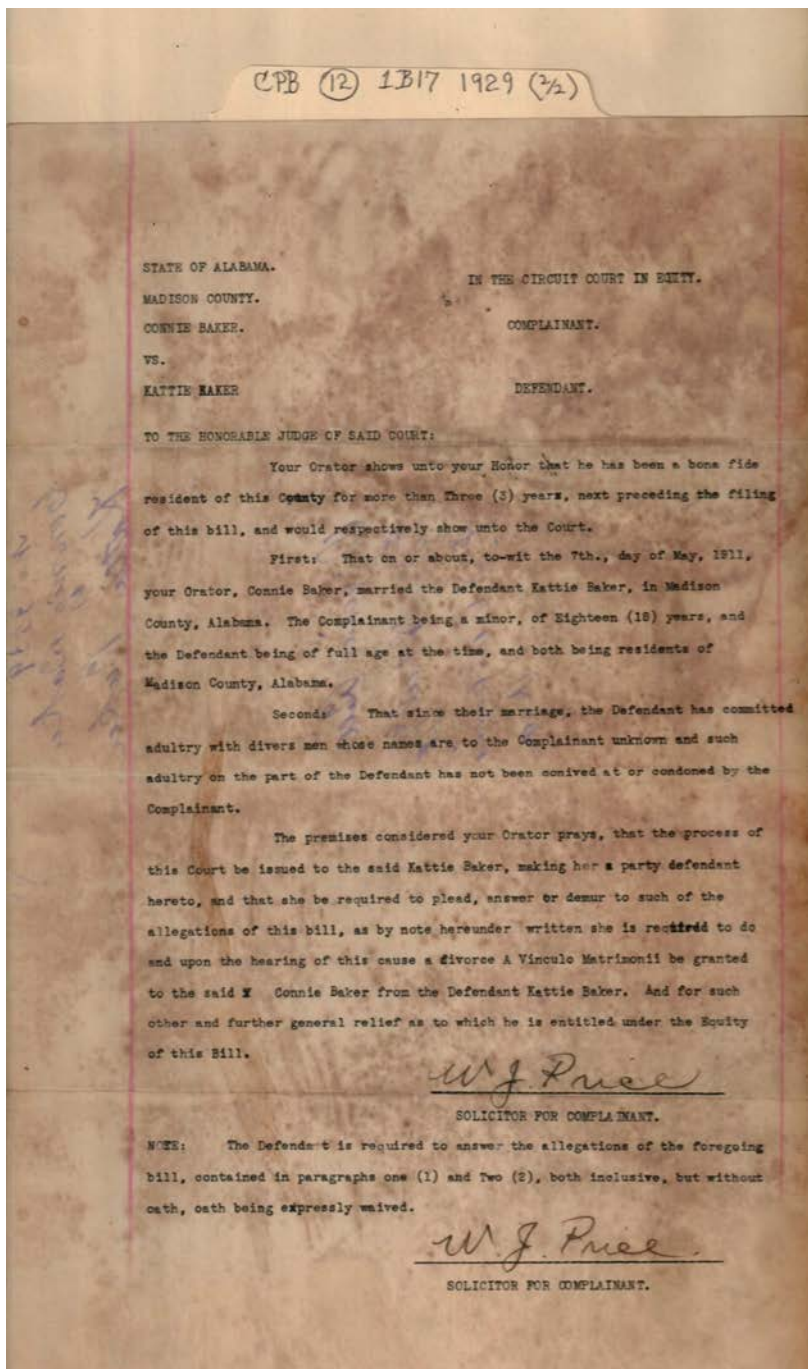 CPB (12) 1B17 1929 (2/2)
STATE OF ALABAMA.
IN THE CIRCUIT COURT IN EQUITY.
MADISON COUNTY.
CONNIE BAKER.
COMPLAINANT.
VS.
KATTIE BAKER
DEFENDANT.
TO THE HONORABLE JUDGE OF SAID COURT:
Your Orator shows unto your Honor that he has been a bona fide
resident of this County for more than Three (3) years, next preceding the filing
of this bill, and would respectively show unto the Court.
First: That on or about, to-wit the 7th., day of May, 1911,
your Orator, Connie Baker, married the Defendant Kattie Baker, in Madison
County, Alabama. The Complainant being a minor, of Eighteen (18) years, and
the Defendant being of full age at the time, and both being residents of
Madison County, Alabama.
Second: That since their marriage, the Defendant has committed
adultry with divers men whose names are to the Complainant unknown and such
adultry on the part of the Defendant has not been conived at or condoned by the
Complainant.
The premises considered your Orator prays, that the process of
this Court be issued to the said Kattie Baker, making her a party defendant
hereto, and that she be required to plead, answer or demur to such of the
allegations of this bill, as by note hereunder written she is required to do
and upon the hearing of this cause a divorce A Vinculo Matrimonii be granted
to the said Connie Baker from the Defendant Kattie Baker. And for such
other and further general relief as to which he is entitled under the Equity
of this Bill.
W. J. Price
SOLICITOR FOR COMPLAINANT.
NOTE: The Defendant is required to answer the allegations of the foregoing
bill, contained in paragraphs one (1) and Two (2), both inclusive, but without
oath, oath being expressly waived.
W. J. Price.
SOLICITOR FOR COMPLAINANT.